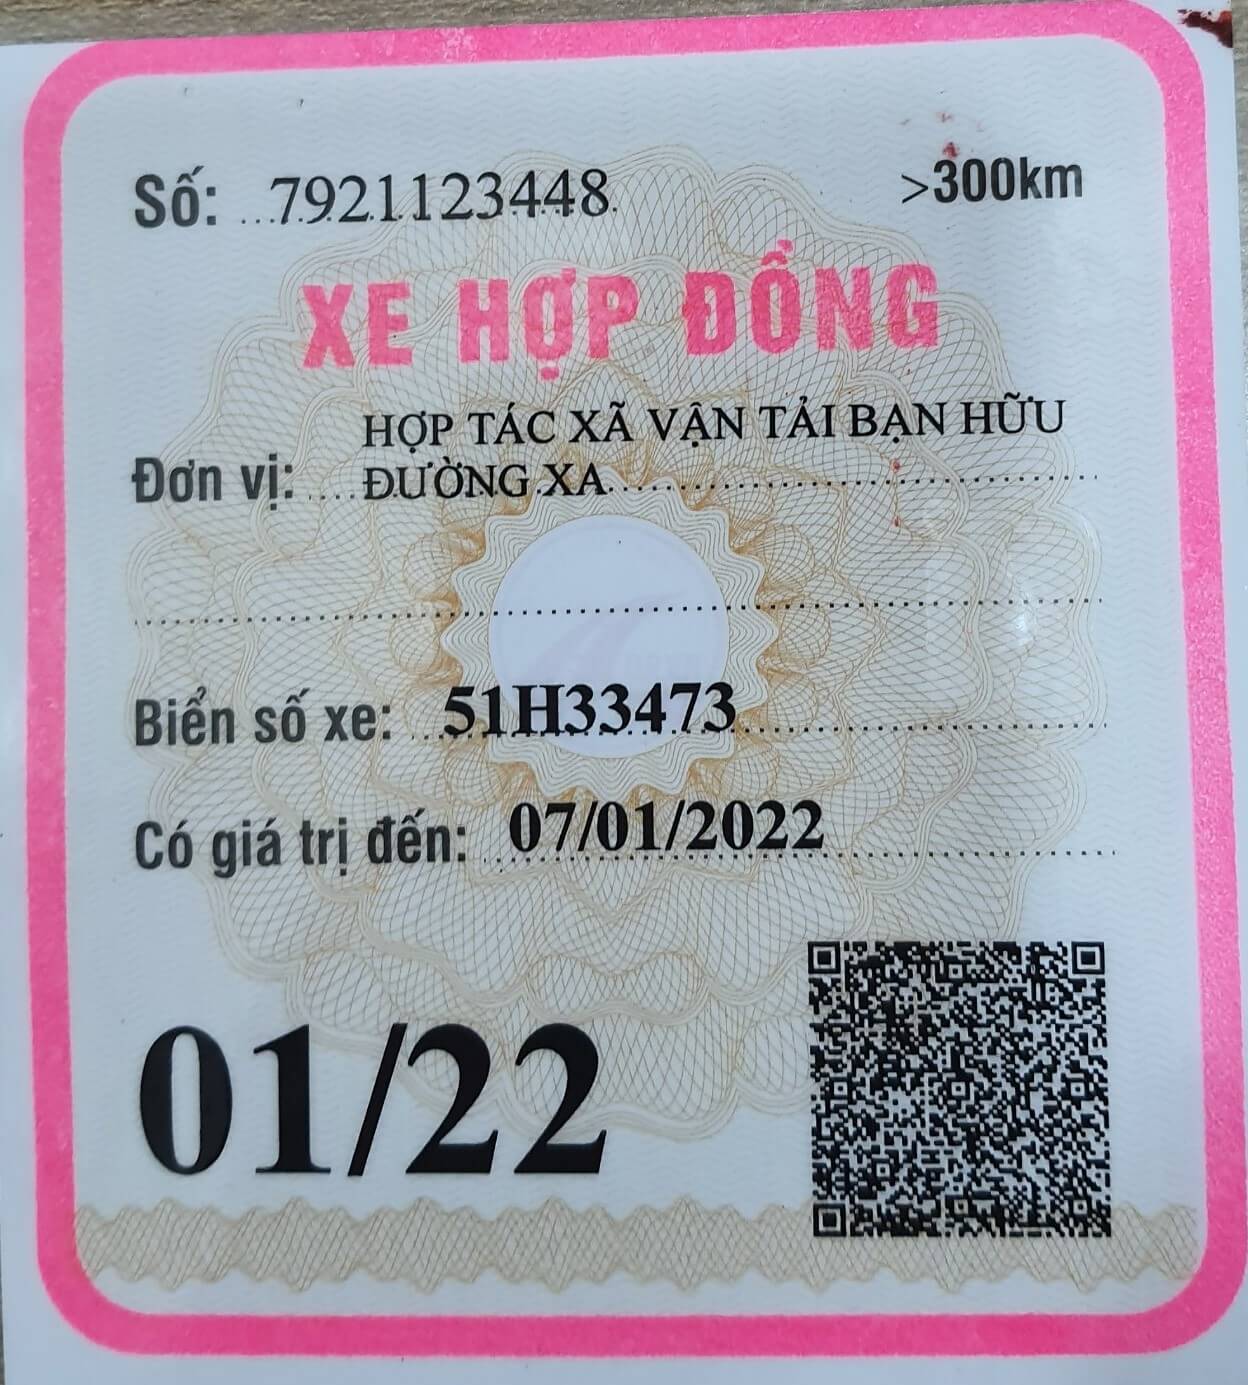 Số: 7921123448
>300km
XE HỢP ĐỒNG
HỢP TÁC XÃ VẬN TẢI BẠN HỮU
Đơn vị: ĐƯỜNG XA
Biển số xe: 51H33473
Có giá trị đến: 07/01/2022
01/22